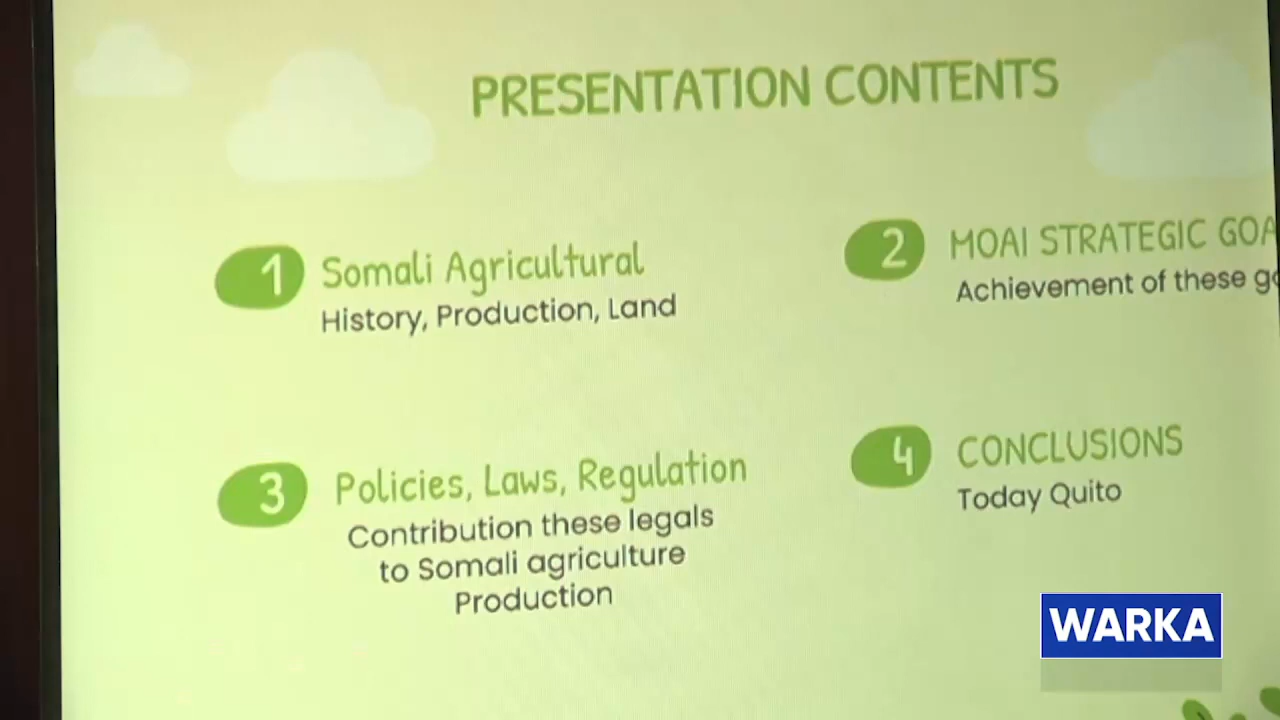 PRESENTATION CONTENTS
1 Somali Agricultural
History, Production, Land
2 MOAI STRATEGIC GOA
Achievement of these
3 Policies, Laws, Regulation
Contribution these legals
to Somali agriculture
Production
4 CONCLUSIONS
Today Quito
WARKA